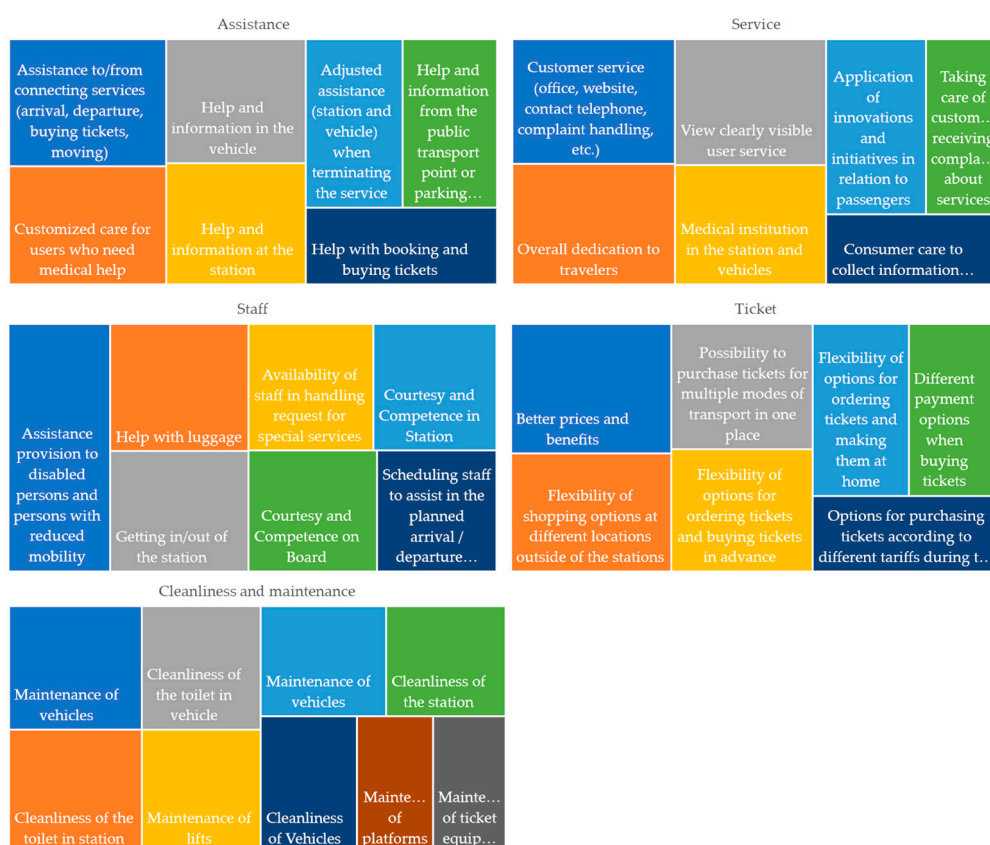 Assistance
Assistance to/from
connecting services
(arrival, departure,
buying tickets,
moving)
Help and
information in the
vehicle
Adjusted
assistance
(station and
vehicle)
when
terminating
the service
Help and
information
from the
public
transport
point or
parking…
Customized care for
users who need
medical help
Help and
information at the
station
Help with booking and
buying tickets
Service
Customer service
(office, website,
contact telephone,
complaint handling,
etc.)
View clearly visible
user service
Application
of
innovations
and
initiatives in
relation to
passengers
Taking
care of
custom…
receiving
compla…
about
services
Overall dedication to
travelers
Medical institution
in the station and
vehicles
Consumer care to
collect information…
Staff
Assistance
provision to
disabled
persons and
persons with
reduced
mobility
Help with luggage
Availability of
staff in handling
request for
special services
Courtesy and
Competence in
Station
Getting in/out of
the station
Courtesy and
Competence on
Board
Scheduling staff
to assist in the
planned
arrival /
departure…
Ticket
Better prices and
benefits
Possibility to
purchase tickets for
multiple modes of
transport in one
place
Flexibility of
options for
ordering
tickets and
making
them at
home
Different
payment
options
when
buying
tickets
Flexibility of
shopping options at
different locations
outside of the stations
Flexibility of
options for
ordering tickets
and buying tickets
in advance
Options for purchasing
tickets according to
different tariffs during t…
Cleanliness and maintenance
Maintenance of
vehicles
Cleanliness of
the toilet in
vehicle
Maintenance of
vehicles
Cleanliness of
the station
Cleanliness of the
toilet in station
Maintenance of
lifts
Cleanliness
of Vehicles
Mainte…
of
platforms
Mainte…
of ticket
equip…